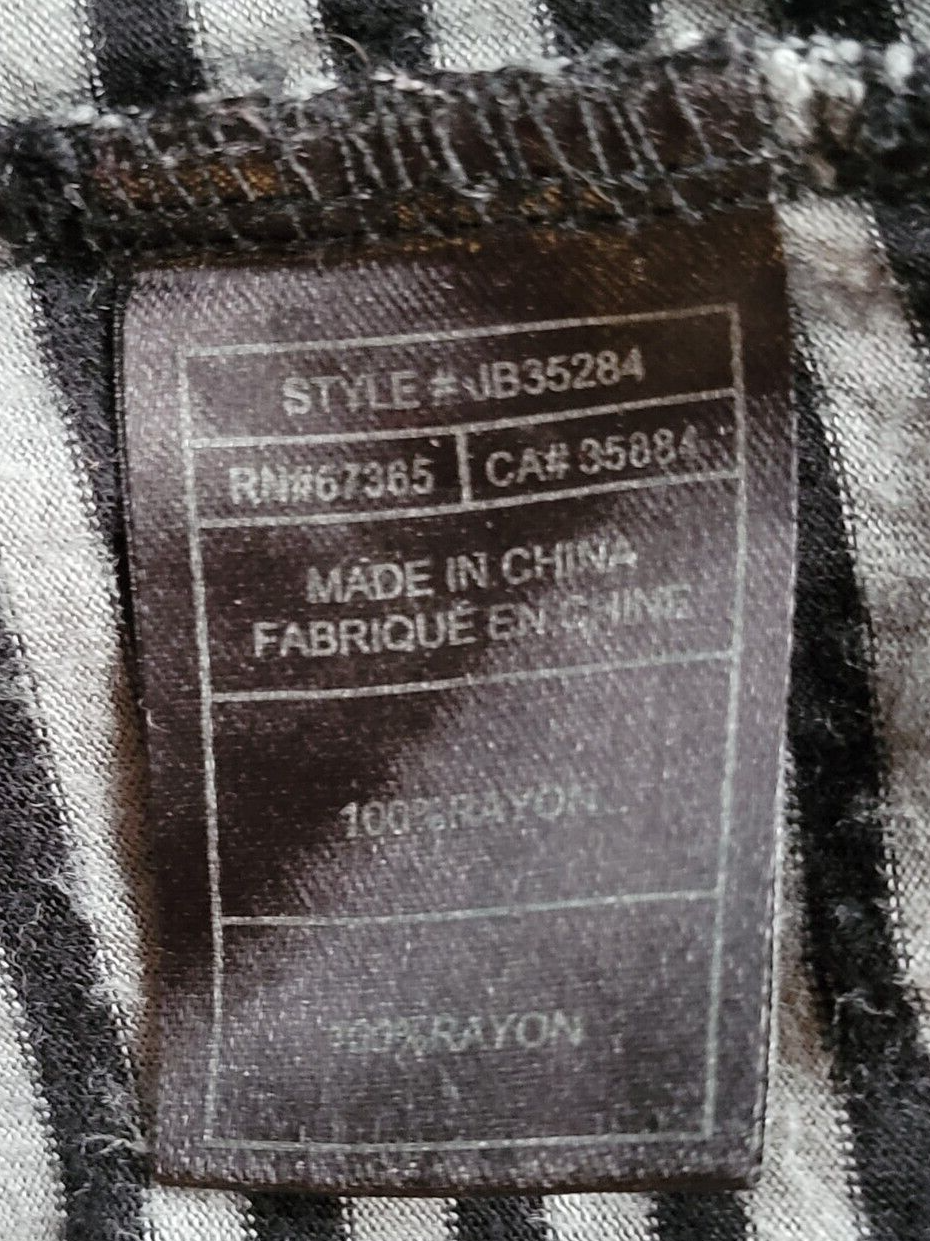 STYLE # JB35284
RN#67365 CA# 35884
MADE IN CHINA
FABRIQUÉ EN CHINE
100%RAYON
100%RAYON